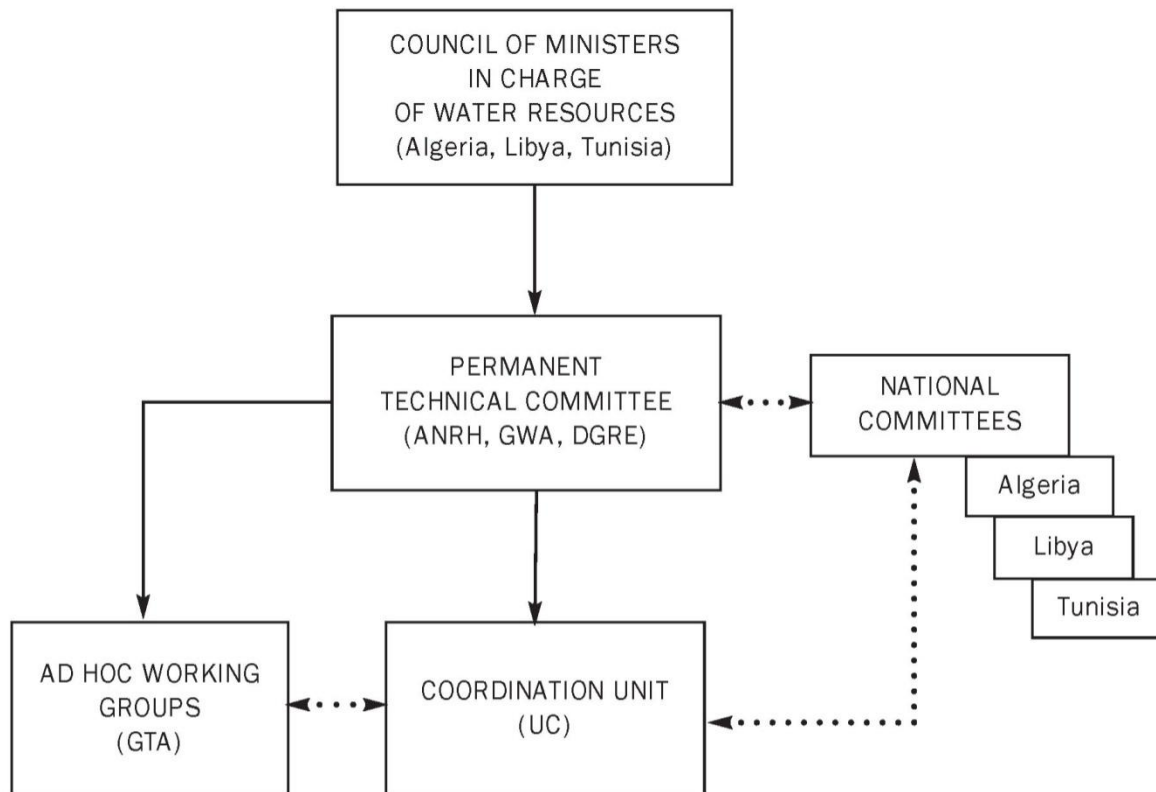 COUNCIL OF MINISTERS
IN CHARGE
OF WATER RESOURCES
(Algeria, Libya, Tunisia)
PERMANENT
TECHNICAL COMMITTEE
(ANRH, GWA, DGRE)
NATIONAL
COMMITTEES
Algeria
Libya
Tunisia
AD HOC WORKING
GROUPS
(GTA)
COORDINATION UNIT
(UC)